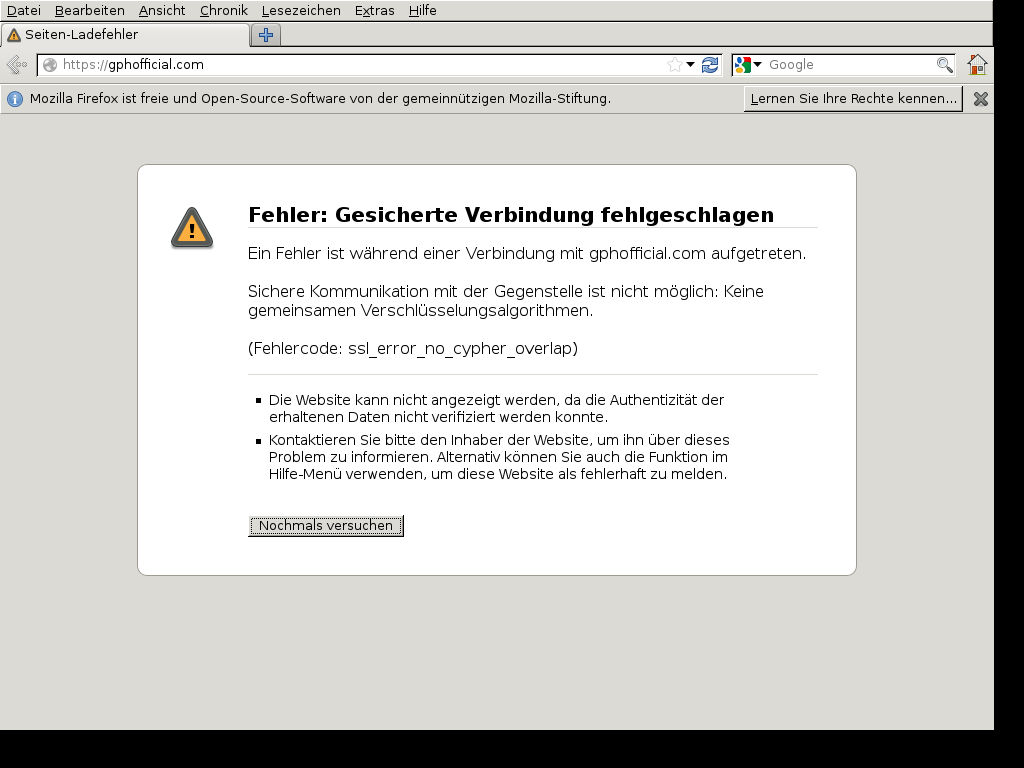 Datei Bearbeiten Ansicht Chronik Lesezeichen Extras Hilfe
Seiten-Ladefehler
https://gphofficial.com
Google
Mozilla Firefox ist freie und Open-Source-Software von der gemeinnützigen Mozilla-Stiftung.
Lernen Sie Ihre Rechte kennen...
Fehler: Gesicherte Verbindung fehlgeschlagen
Ein Fehler ist während einer Verbindung mit gphofficial.com aufgetreten.
Sichere Kommunikation mit der Gegenstelle ist nicht möglich: Keine
gemeinsamen Verschlüsselungsalgorithmen.
(Fehlercode: ssl_error_no_cypher_overlap)
Die Website kann nicht angezeigt werden, da die Authentizität der
erhaltenen Daten nicht verifiziert werden konnte.
Kontaktieren Sie bitte den Inhaber der Website, um ihn über dieses
Problem zu informieren. Alternativ können Sie auch die Funktion im
Hilfe-Menü verwenden, um diese Website als fehlerhaft zu melden.
Nochmals versuchen